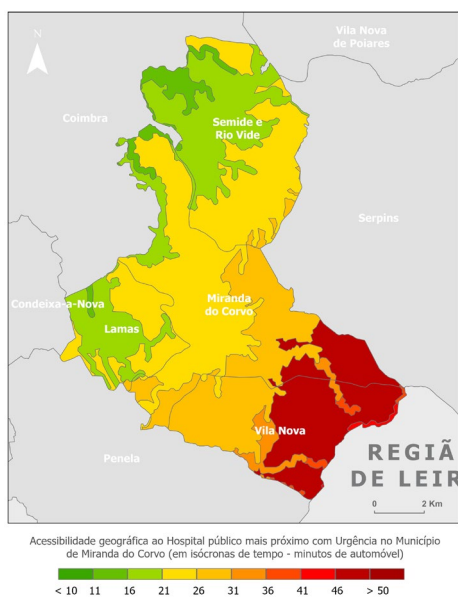 N
Vila Nova
de Poiares
Coimbra
Semide e
Rio Vide
Serpins
Condeixa-a-Nova
Miranda
do Corvo
Lamas
Vila Nova
Penela
REGIÃ
DE LEIR
0 2 Km
Acessibilidade geográfica ao Hospital público mais próximo com Urgência no Município
de Miranda do Corvo (em isócronas de tempo - minutos de automóvel)
< 10 11 16 21 26 31 36 41 46 > 50